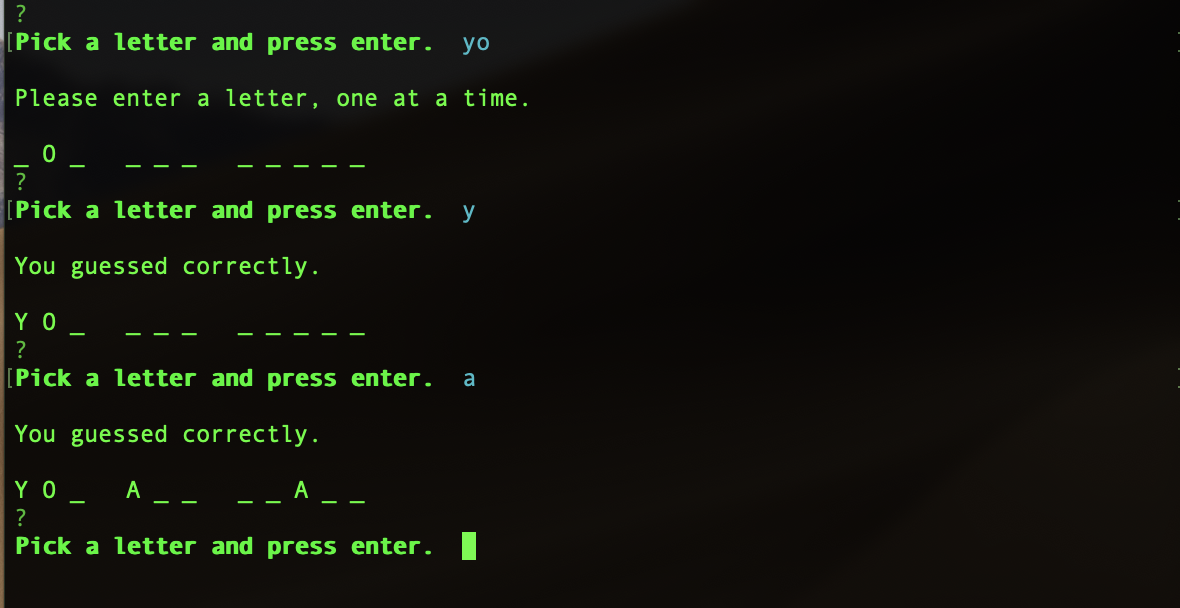 ?
[Pick a letter and press enter.  yo
Please enter a letter, one at a time.
_ O _   _ _ _   _ _ _ _ _
?
[Pick a letter and press enter.  y
You guessed correctly.
Y O _   _ _ _   _ _ _ _ _
?
[Pick a letter and press enter.  a
You guessed correctly.
Y O _   A _ _   _ _ A _ _
?
Pick a letter and press enter.